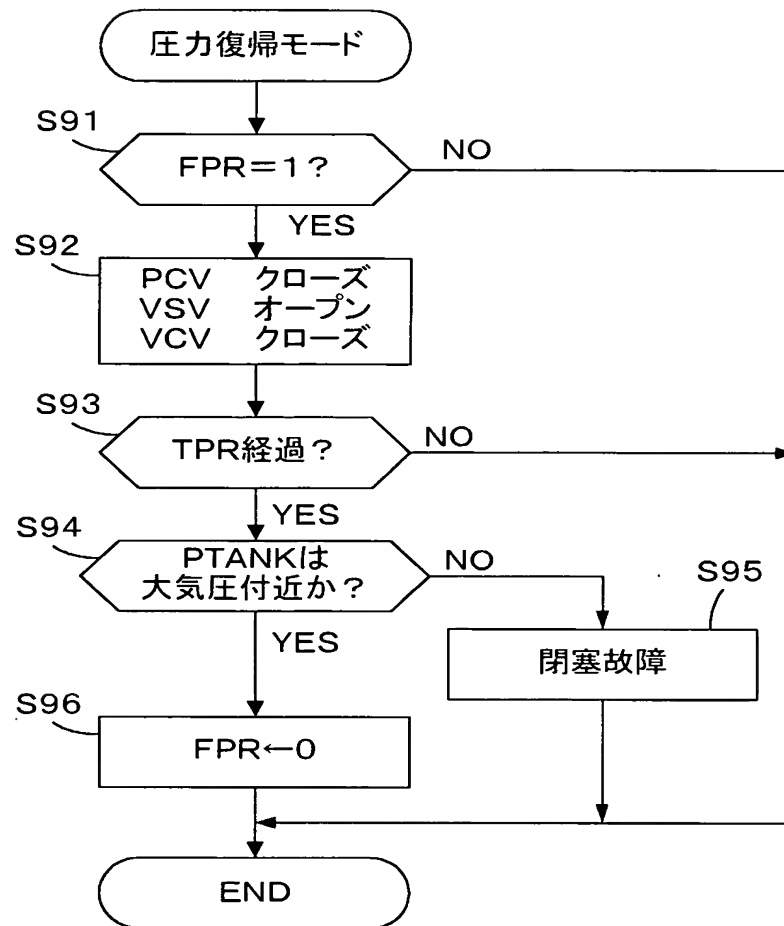 圧力復帰モード
S91
FPR=1?
NO
YES
S92
PCV クローズ
VSV オープン
VCV クローズ
S93
TPR経過?
NO
YES
S94
PTANKは
大気圧付近か?
NO
S95
YES
閉塞故障
S96
FPR←0
END